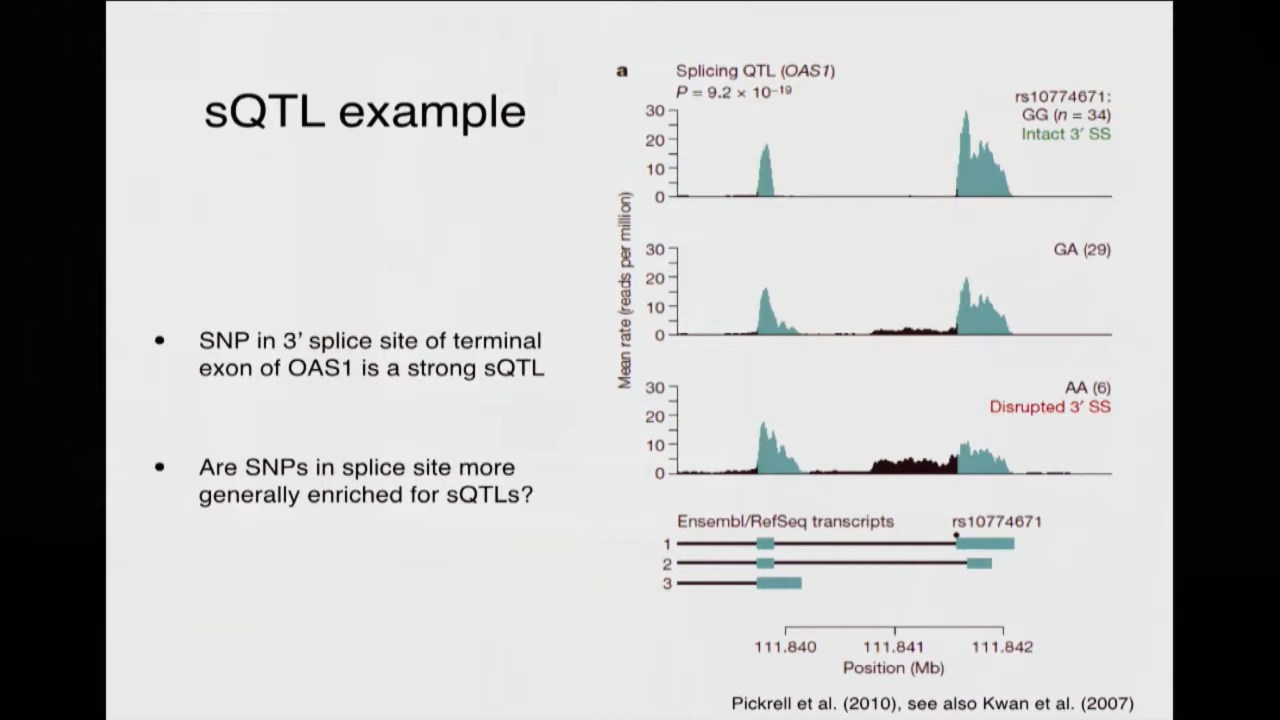 sQTL example
• SNP in 3' splice site of terminal
exon of OAS1 is a strong sQTL
• Are SNPs in splice site more
generally enriched for sQTLs?
a Splicing QTL (OAS1)
P = 9.2 × 10⁻¹⁹
rs10774671:
GG (n = 34)
Intact 3′ SS
30
20
10
0
Mean rate (reads per million)
GA (29)
30
20
10
0
AA (6)
Disrupted 3′ SS
30
20
10
0
Ensembl/RefSeq transcripts rs10774671
1
2
3
111.840 111.841 111.842
Position (Mb)
Pickrell et al. (2010), see also Kwan et al. (2007)